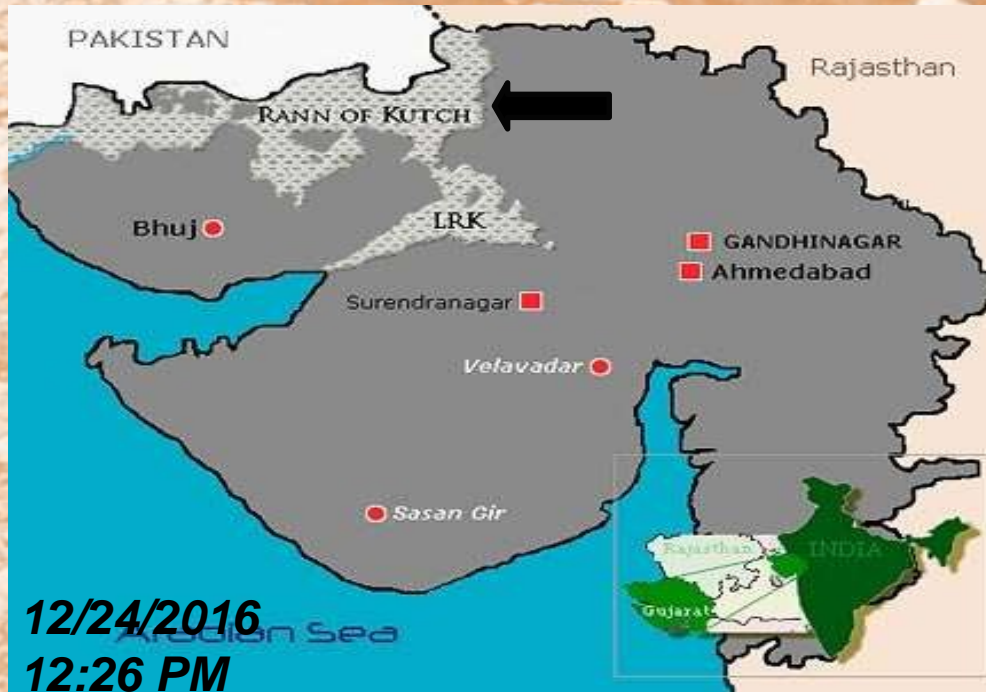 PAKISTAN
Rajasthan
RANN OF KUTCH
LRK
Bhuj
GANDHINAGAR
Ahmedabad
Surendranagar
Velavadar
Sasan Gir
Rajasthan
INDIA
Gujarat
12/24/2016
Arabian Sea
12:26 PM